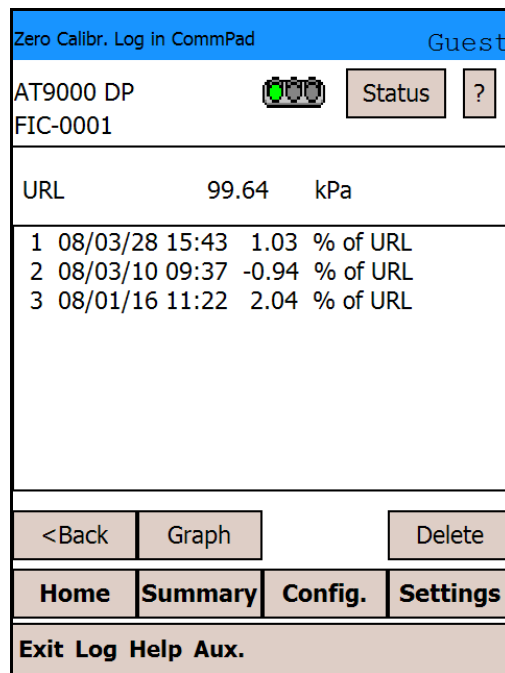 Zero Calibr. Log in CommPad Guest
AT9000 DP Status ?
FIC-0001
URL 99.64 kPa
1 08/03/28 15:43 1.03 % of URL
2 08/03/10 09:37 -0.94 % of URL
3 08/01/16 11:22 2.04 % of URL
<Back Graph Delete
Home Summary Config. Settings
Exit Log Help Aux.